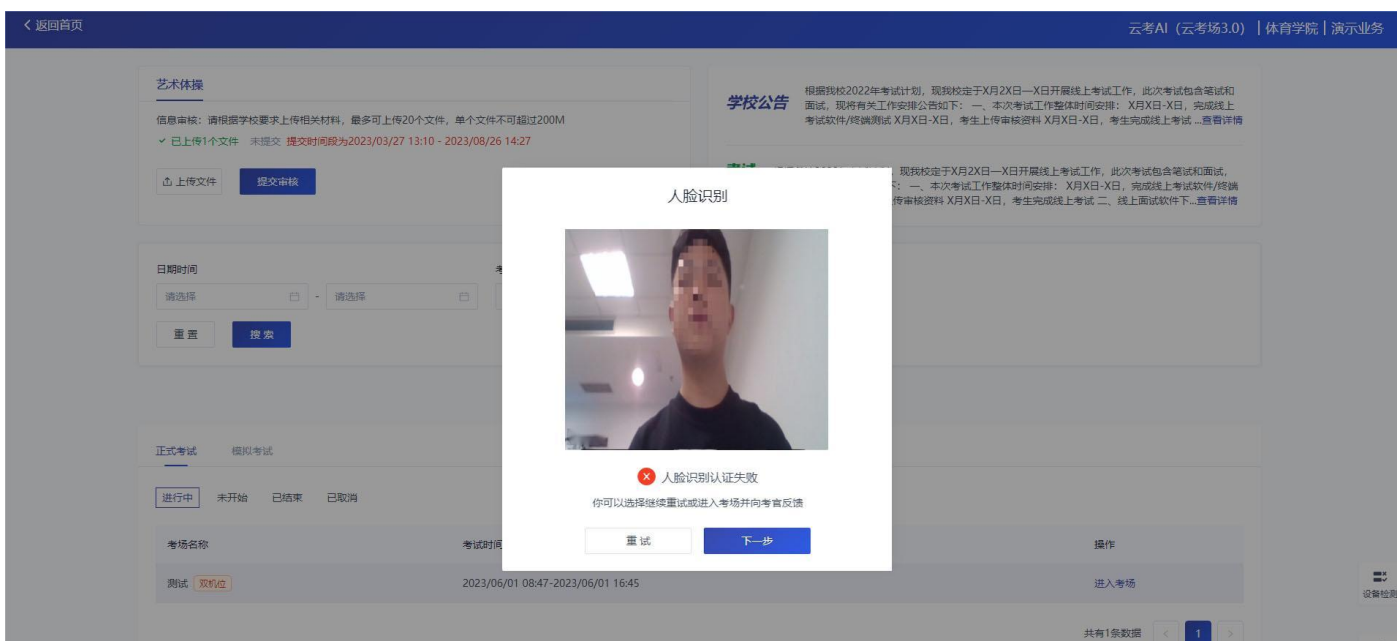 返回首页
云考AI（云考场3.0）｜体育学院｜演示业务
艺术体操
信息审核：请根据学校要求上传相关材料，最多可上传20个文件，单个文件不可超过200M
已上传1个文件 未提交 提交时间段为2023/03/27 13:10 - 2023/08/26 14:27
上传文件
提交审核
学校公告
根据我校2022年考试计划，现我校定于X月2X日—X日开展线上考试工作，此次考试包含笔试和
面试，现将有关工作安排公告如下： 一、本次考试工作整体时间安排： X月X日-X日，完成线上
考试软件/终端测试 X月X日-X日，考生上传审核资料 X月X日-X日，考生完成线上考试 ...查看详情
现我校定于X月2X日—X日开展线上考试工作，此次考试包含笔试和面试，
： 一、本次考试工作整体时间安排： X月X日-X日，完成线上考试软件/终端
传审核资料 X月X日-X日，考生完成线上考试 二、线上面试软件下...查看详情
日期时间
请选择 - 请选择
重置
搜索
人脸识别
人脸识别认证失败
你可以选择继续重试或进入考场并向考官反馈
重试
下一步
正式考试 模拟考试
进行中 未开始 已结束 已取消
考场名称 考试时间 操作
测试 双机位 2023/06/01 08:47-2023/06/01 16:45 进入考场
设备检测
共有1条数据 < 1 >